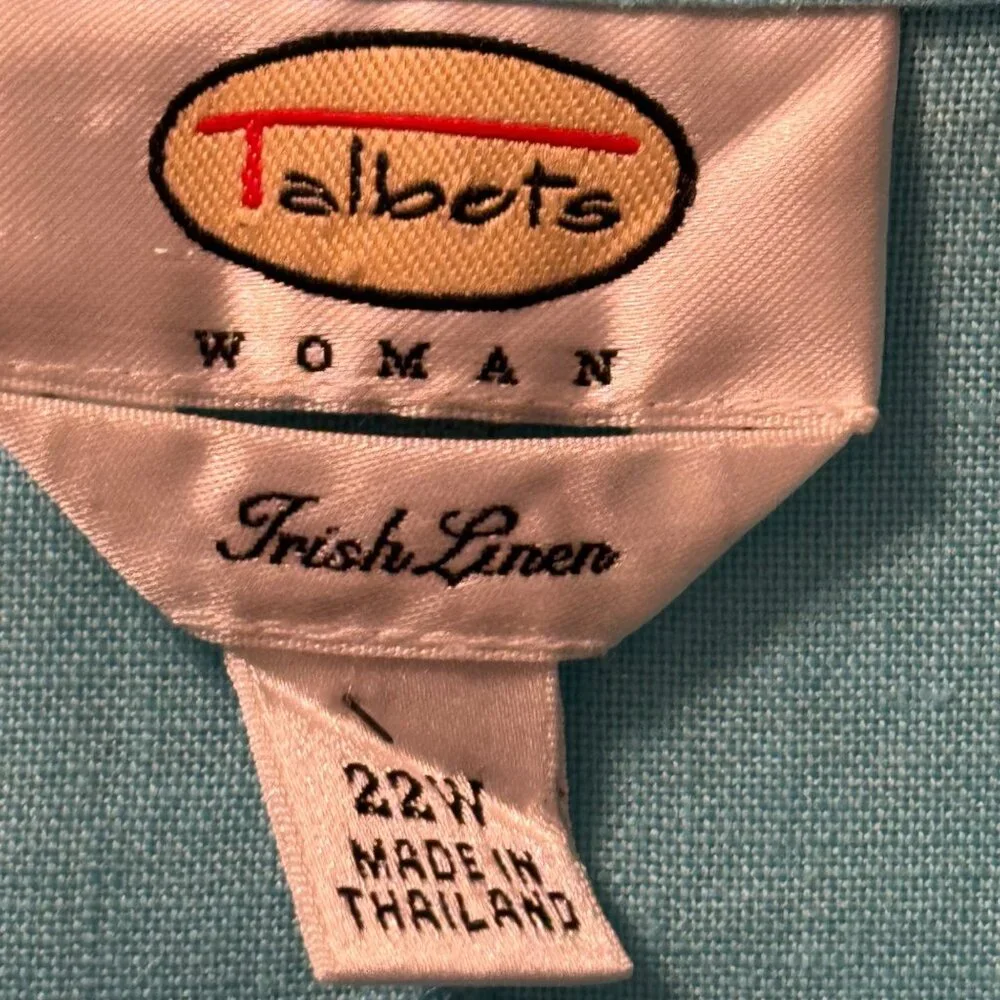 Talbots
WOMAN
Irish Linen
22W
MADE IN
THAILAND